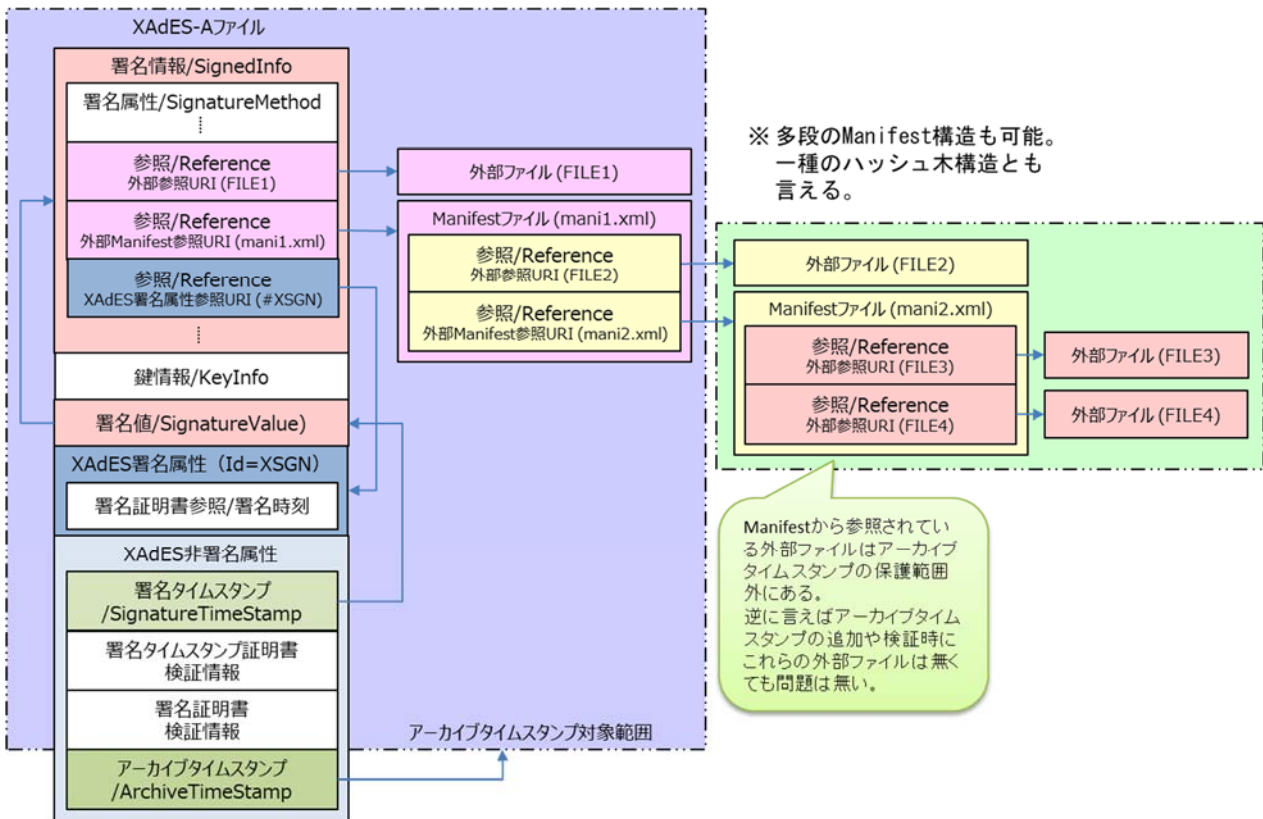 XAdES-Aファイル
署名情報/SignedInfo
署名属性/SignatureMethod
⋮
参照/Reference
外部参照URI (FILE1)
参照/Reference
外部Manifest参照URI (mani1.xml)
参照/Reference
XAdES署名属性参照URI (#XSGN)
⋮
鍵情報/KeyInfo
署名値/SignatureValue)
XAdES署名属性（Id=XSGN）
署名証明書参照/署名時刻
XAdES非署名属性
署名タイムスタンプ
/SignatureTimeStamp
署名タイムスタンプ証明書
検証情報
署名証明書
検証情報
アーカイブタイムスタンプ
/ArchiveTimeStamp
外部ファイル (FILE1)
Manifestファイル (mani1.xml)
参照/Reference
外部参照URI (FILE2)
参照/Reference
外部Manifest参照URI (mani2.xml)
アーカイブタイムスタンプ対象範囲
※ 多段のManifest構造も可能。
一種のハッシュ木構造とも
言える。
外部ファイル (FILE2)
Manifestファイル (mani2.xml)
参照/Reference
外部参照URI (FILE3)
参照/Reference
外部参照URI (FILE4)
外部ファイル (FILE3)
外部ファイル (FILE4)
Manifestから参照されてい
る外部ファイルはアーカイブ
タイムスタンプの保護範囲
外にある。
逆に言えばアーカイブタイム
スタンプの追加や検証時に
これらの外部ファイルは無く
ても問題は無い。